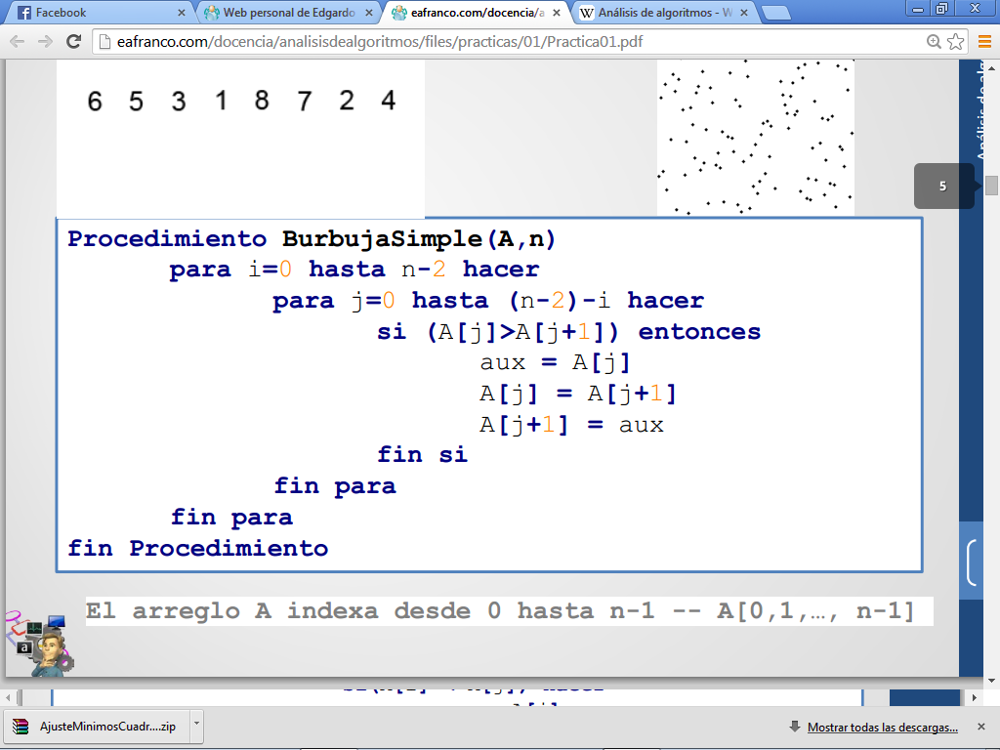 Facebook
Web personal de Edgardo
eafranco.com/docencia/a
Análisis de algoritmos - W
eafranco.com/docencia/analisisdealgoritmos/files/practicas/01/Practica01.pdf
6 5 3 1 8 7 2 4
Análisis de alg
5
Procedimiento BurbujaSimple(A,n)
para i=0 hasta n-2 hacer
para j=0 hasta (n-2)-i hacer
si (A[j]>A[j+1]) entonces
aux = A[j]
A[j] = A[j+1]
A[j+1] = aux
fin si
fin para
fin para
fin Procedimiento
El arreglo A indexa desde 0 hasta n-1 -- A[0,1,…, n-1]
a
AjusteMinimosCuadr....zip
Mostrar todas las descargas...